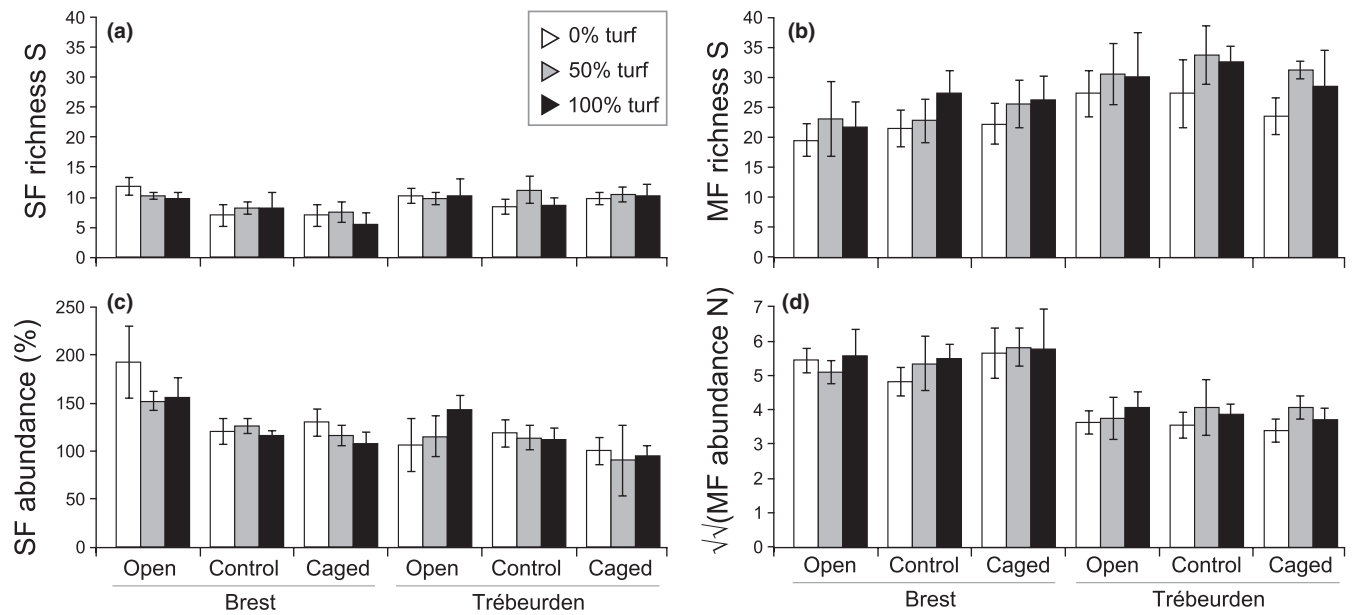 (a)
SF richness S
40
35
30
25
20
15
10
5
0
0% turf
50% turf
100% turf
(b)
MF richness S
40
35
30
25
20
15
10
5
0
(c)
SF abundance (%)
250
200
150
100
50
0
Open Control Caged Open Control Caged
Brest Trébeurden
(d)
√√(MF abundance N)
7
6
5
4
3
2
1
0
Open Control Caged Open Control Caged
Brest Trébeurden